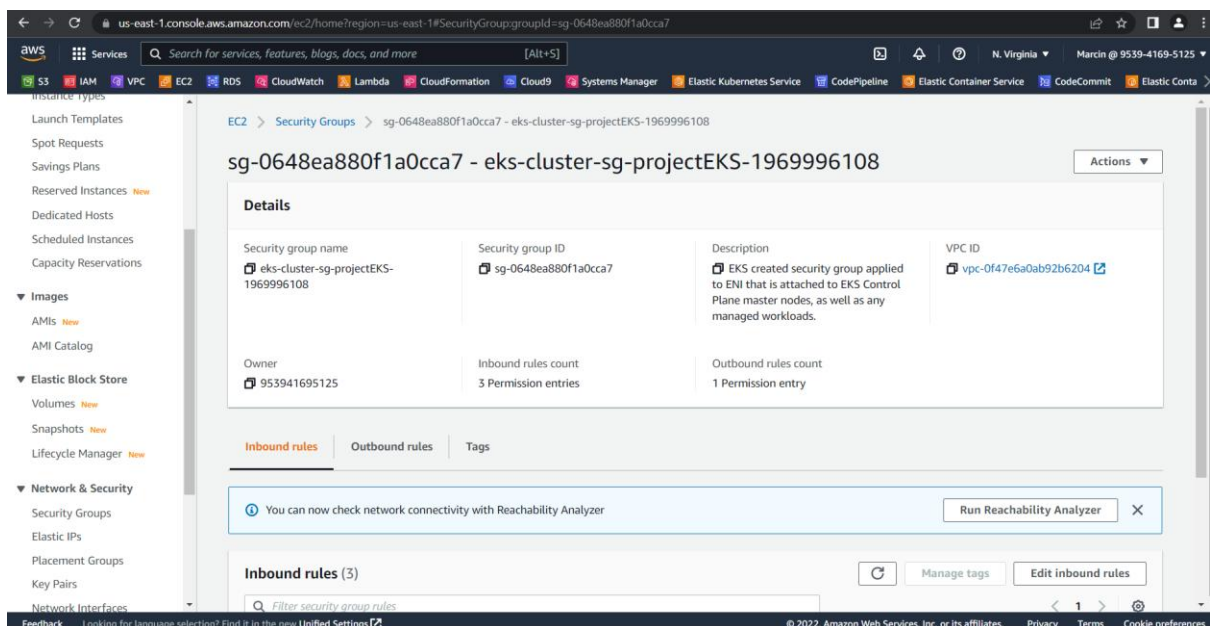 us-east-1.console.aws.amazon.com/ec2/home?region=us-east-1#SecurityGroup:groupId=sg-0648ea880f1a0cca7
aws Services Search for services, features, blogs, docs, and more [Alt+S] N. Virginia ▼ Marcin @ 9539-4169-5125 ▼
S3 IAM VPC EC2 RDS CloudWatch Lambda CloudFormation Cloud9 Systems Manager Elastic Kubernetes Service CodePipeline Elastic Container Service CodeCommit Elastic Conta
Instance Types
Launch Templates
Spot Requests
Savings Plans
Reserved Instances New
Dedicated Hosts
Scheduled Instances
Capacity Reservations
▼ Images
AMIs New
AMI Catalog
▼ Elastic Block Store
Volumes New
Snapshots New
Lifecycle Manager New
▼ Network & Security
Security Groups
Elastic IPs
Placement Groups
Key Pairs
Network Interfaces
EC2 > Security Groups > sg-0648ea880f1a0cca7 - eks-cluster-sg-projectEKS-1969996108
sg-0648ea880f1a0cca7 - eks-cluster-sg-projectEKS-1969996108
Actions ▼
Details
Security group name
eks-cluster-sg-projectEKS-
1969996108
Security group ID
sg-0648ea880f1a0cca7
Description
EKS created security group applied
to ENI that is attached to EKS Control
Plane master nodes, as well as any
managed workloads.
VPC ID
vpc-0f47e6a0ab92b6204
Owner
953941695125
Inbound rules count
3 Permission entries
Outbound rules count
1 Permission entry
Inbound rules Outbound rules Tags
You can now check network connectivity with Reachability Analyzer
Run Reachability Analyzer
Inbound rules (3)
Manage tags
Edit inbound rules
Filter security group rules
< 1 >
Feedback Looking for language selection? Find it in the new Unified Settings © 2022, Amazon Web Services, Inc. or its affiliates. Privacy Terms Cookie preferences